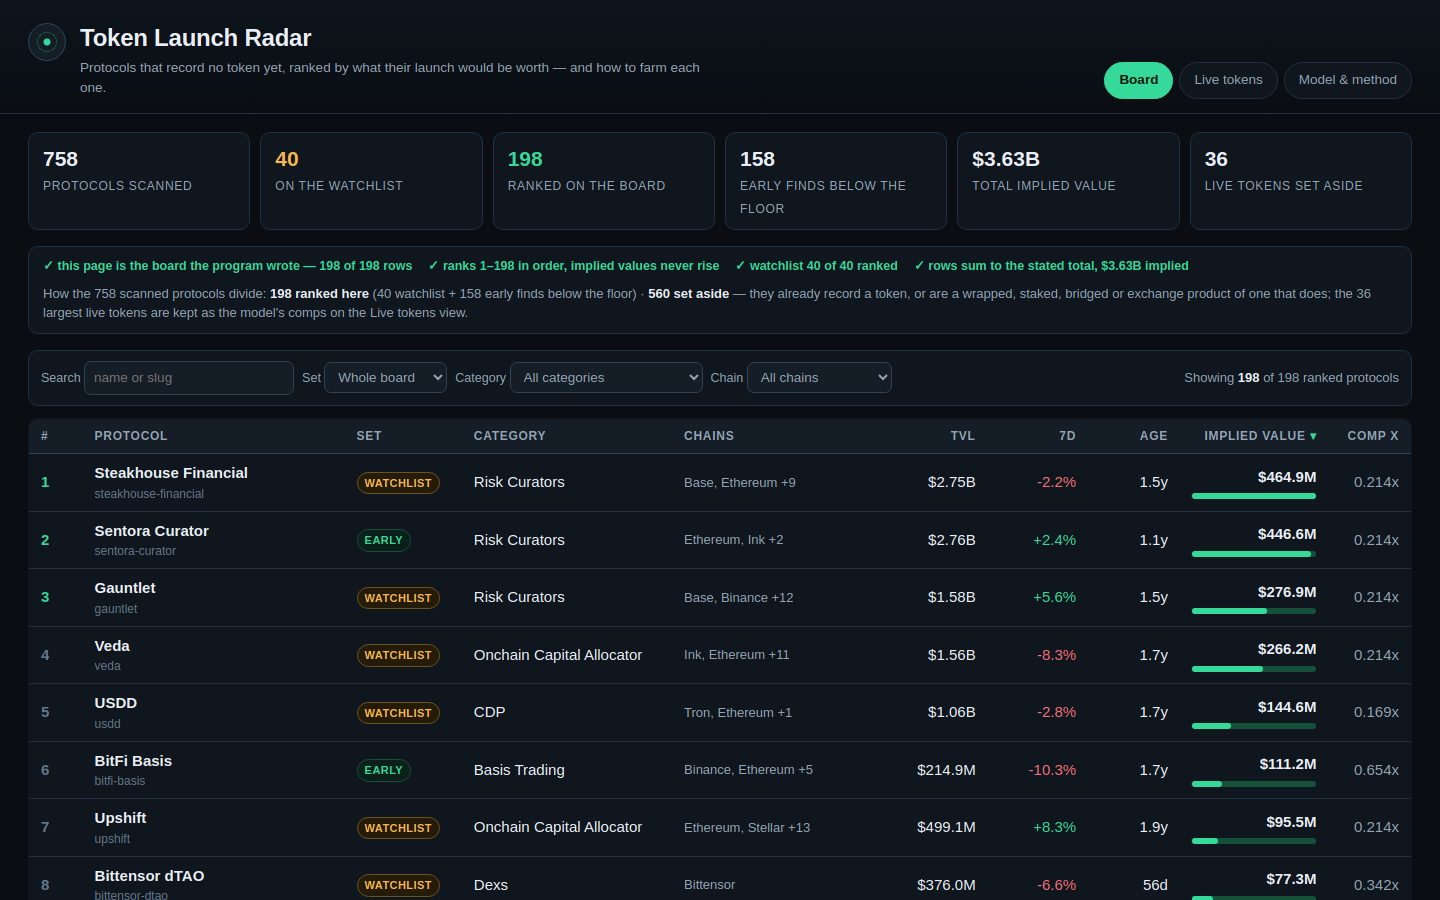 Token Launch Radar
Protocols that record no token yet, ranked by what their launch would be worth — and how to farm each
one.
Board Live tokens Model & method
758 40 198 158 $3.63B 36
PROTOCOLS SCANNED ON THE WATCHLIST RANKED ON THE BOARD EARLY FINDS BELOW THE TOTAL IMPLIED VALUE LIVE TOKENS SET ASIDE
FLOOR
✓ this page is the board the program wrote — 198 of 198 rows ✓ ranks 1–198 in order, implied values never rise ✓ watchlist 40 of 40 ranked ✓ rows sum to the stated total, $3.63B implied
How the 758 scanned protocols divide: 198 ranked here (40 watchlist + 158 early finds below the floor) · 560 set aside — they already record a token, or are a wrapped, staked, bridged or exchange product of one that does; the 36
largest live tokens are kept as the model's comps on the Live tokens view.
Search name or slug Set Whole board Category All categories Chain All chains Showing 198 of 198 ranked protocols
# PROTOCOL SET CATEGORY CHAINS TVL 7D AGE IMPLIED VALUE ▼ COMP X
1 Steakhouse Financial WATCHLIST Risk Curators Base, Ethereum +9 $2.75B -2.2% 1.5y $464.9M 0.214x
steakhouse-financial
2 Sentora Curator EARLY Risk Curators Ethereum, Ink +2 $2.76B +2.4% 1.1y $446.6M 0.214x
sentora-curator
3 Gauntlet WATCHLIST Risk Curators Base, Binance +12 $1.58B +5.6% 1.5y $276.9M 0.214x
gauntlet
4 Veda WATCHLIST Onchain Capital Allocator Ink, Ethereum +11 $1.56B -8.3% 1.7y $266.2M 0.214x
veda
5 USDD WATCHLIST CDP Tron, Ethereum +1 $1.06B -2.8% 1.7y $144.6M 0.169x
usdd
6 BitFi Basis EARLY Basis Trading Binance, Ethereum +5 $214.9M -10.3% 1.7y $111.2M 0.654x
bitfi-basis
7 Upshift WATCHLIST Onchain Capital Allocator Ethereum, Stellar +13 $499.1M +8.3% 1.9y $95.5M 0.214x
upshift
8 Bittensor dTAO WATCHLIST Dexs Bittensor $376.0M -6.6% 56d $77.3M 0.342x
bittensor-dtao